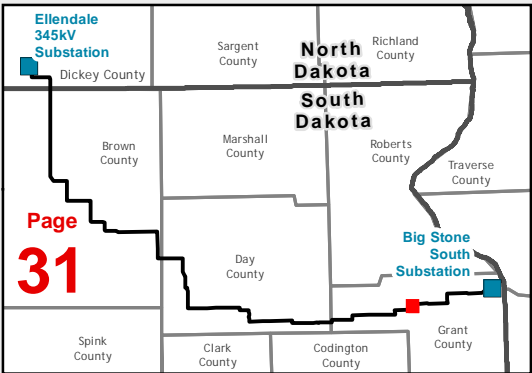 Ellendale
345kV
Substation
Dickey County
Sargent
County
Richland
County
North
Dakota
South
Dakota
Brown
County
Marshall
County
Roberts
County
Traverse
County
Page
31
Day
County
Big Stone
South
Substation
Grant
County
Spink
County
Clark
County
Codington
County